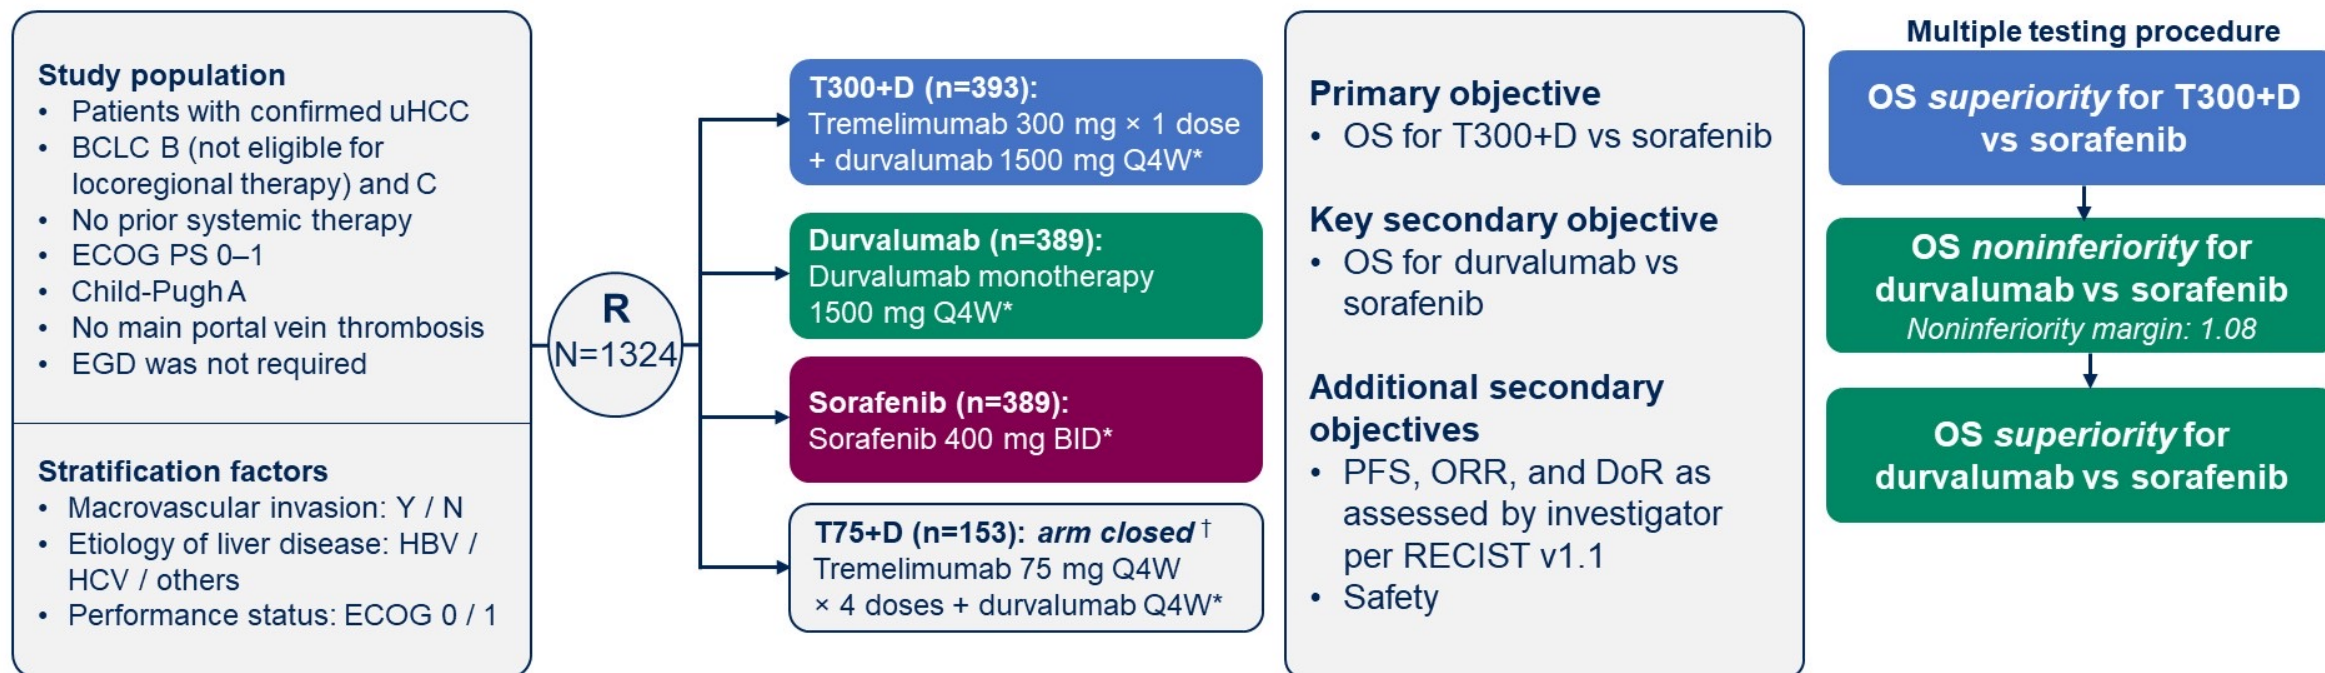 Study population
• Patients with confirmed uHCC
• BCLC B (not eligible for
locoregional therapy) and C
• No prior systemic therapy
• ECOG PS 0–1
• Child-Pugh A
• No main portal vein thrombosis
• EGD was not required
Stratification factors
• Macrovascular invasion: Y / N
• Etiology of liver disease: HBV /
HCV / others
• Performance status: ECOG 0 / 1
R
N=1324
T300+D (n=393):
Tremelimumab 300 mg × 1 dose
+ durvalumab 1500 mg Q4W*
Durvalumab (n=389):
Durvalumab monotherapy
1500 mg Q4W*
Sorafenib (n=389):
Sorafenib 400 mg BID*
T75+D (n=153): arm closed †
Tremelimumab 75 mg Q4W
× 4 doses + durvalumab Q4W*
Primary objective
• OS for T300+D vs sorafenib
Key secondary objective
• OS for durvalumab vs
sorafenib
Additional secondary
objectives
• PFS, ORR, and DoR as
assessed by investigator
per RECIST v1.1
• Safety
Multiple testing procedure
OS superiority for T300+D
vs sorafenib
OS noninferiority for
durvalumab vs sorafenib
Noninferiority margin: 1.08
OS superiority for
durvalumab vs sorafenib